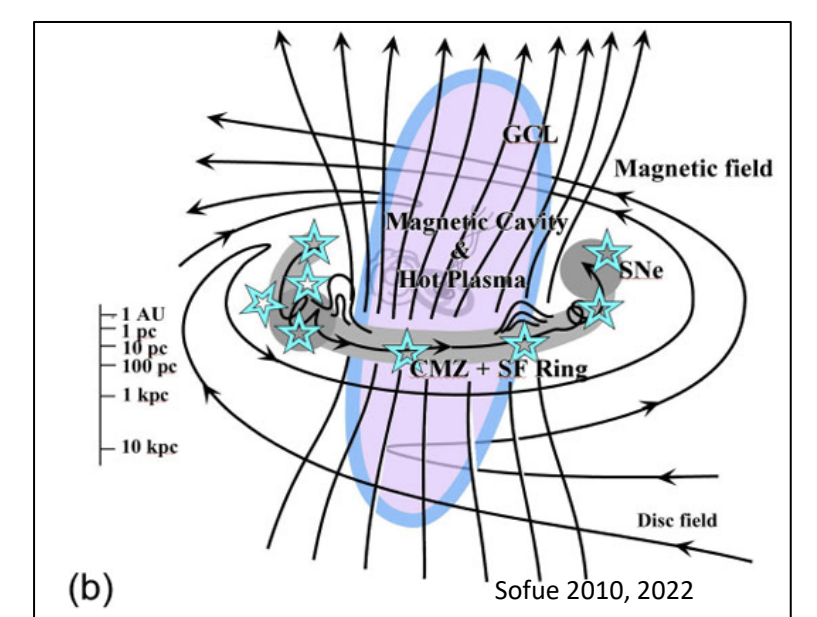 GCL
Magnetic field
Magnetic Cavity
&
Hot Plasma
SNe
1 AU
1 pc
10 pc
100 pc
CMZ + SF Ring
1 kpc
10 kpc
Disc field
(b)
Sofue 2010, 2022